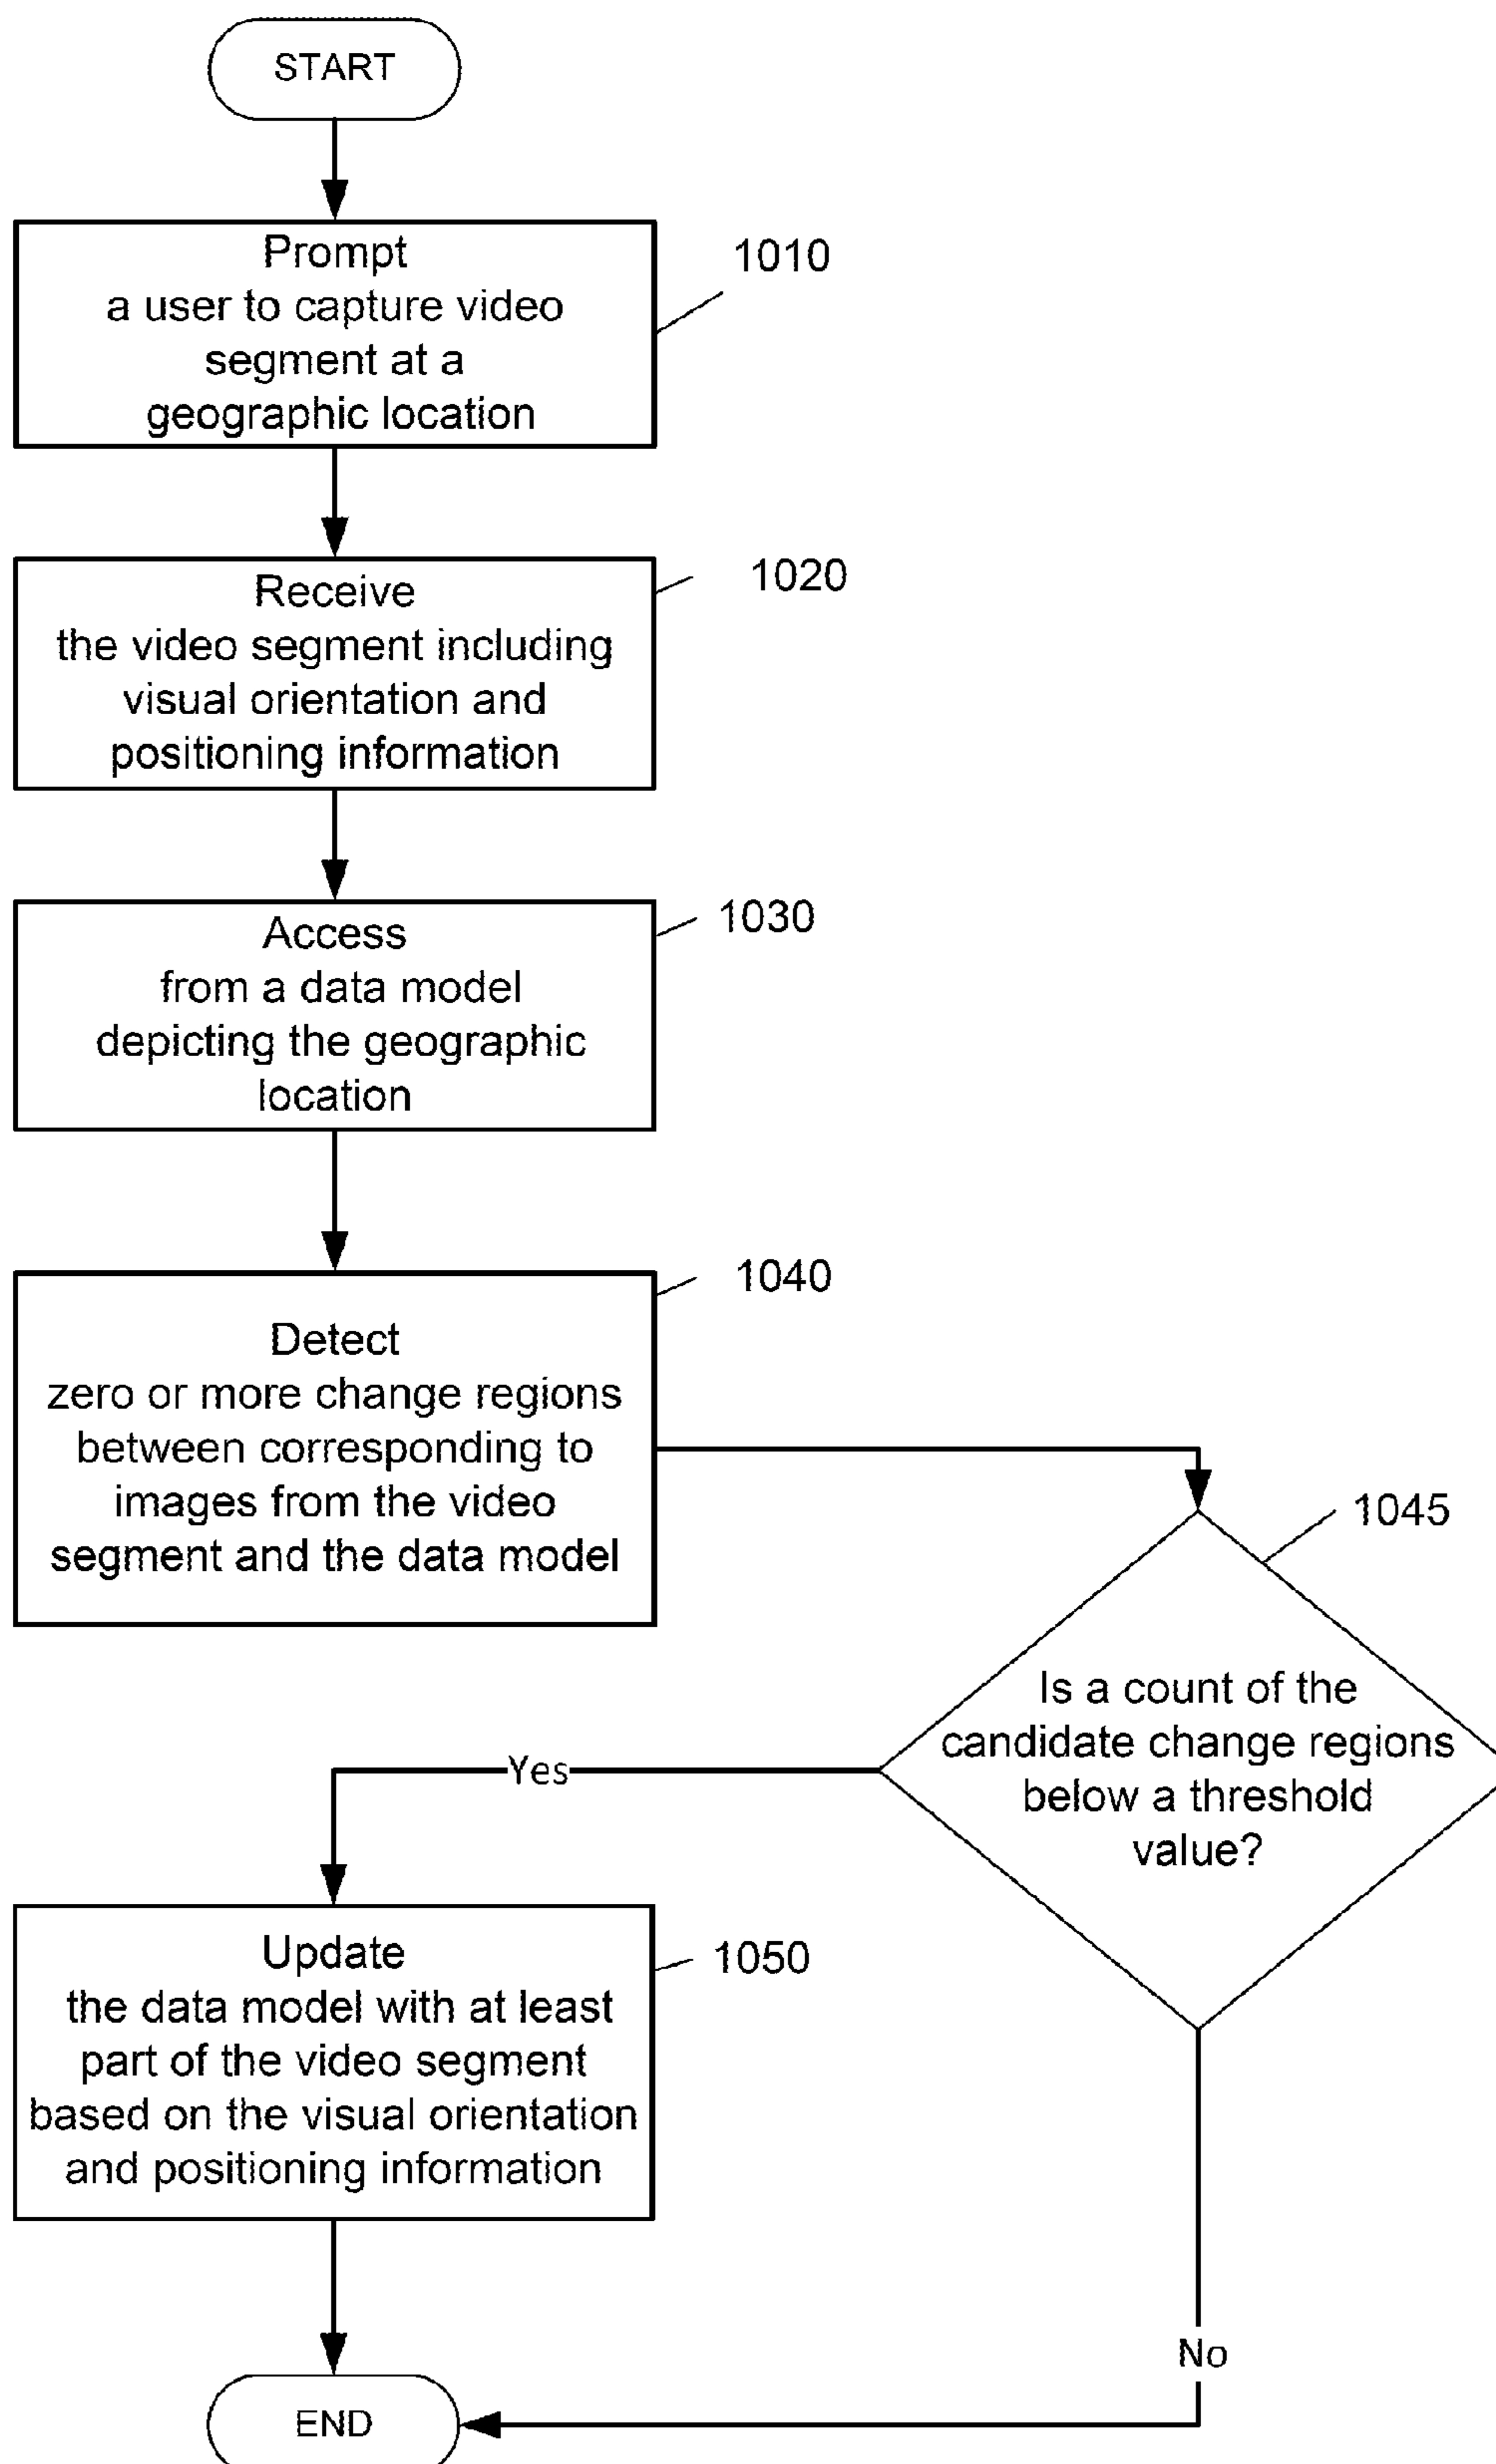 START
Prompt
a user to capture video
segment at a
geographic location
1010
Receive
the video segment including
visual orientation and
positioning information
1020
Access
from a data model
depicting the geographic
location
1030
Detect
zero or more change regions
between corresponding to
images from the video
segment and the data model
1040
Is a count of the
candidate change regions
below a threshold
value?
1045
Yes
Update
the data model with at least
part of the video segment
based on the visual orientation
and positioning information
1050
No
END